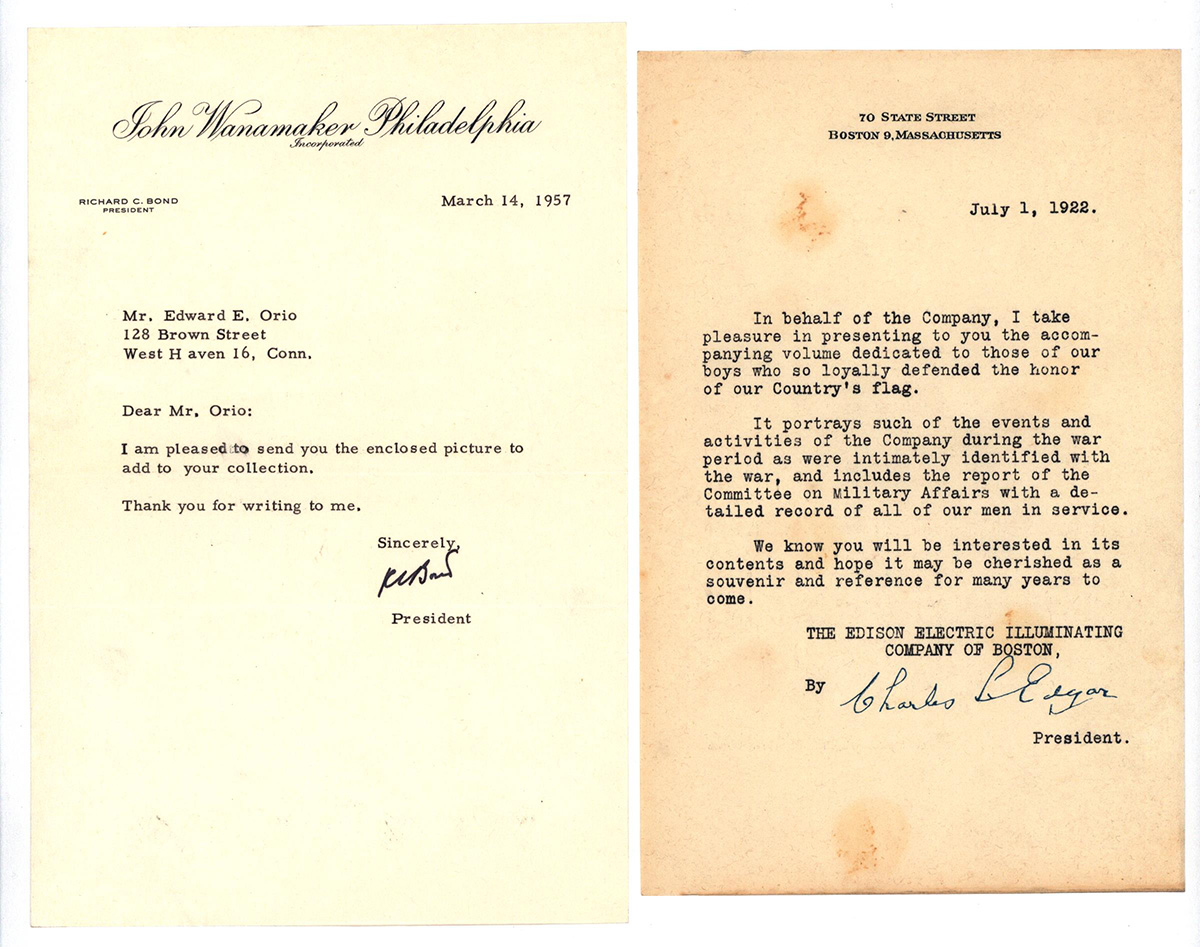 John Wanamaker Philadelphia
Incorporated
RICHARD C. BOND
PRESIDENT
March 14, 1957
Mr. Edward E. Orio
128 Brown Street
West H aven 16, Conn.
Dear Mr. Orio:
I am pleased to send you the enclosed picture to
add to your collection.
Thank you for writing to me.
Sincerely,
RCBond
President
70 STATE STREET
BOSTON 9, MASSACHUSETTS
July 1, 1922.
In behalf of the Company, I take
pleasure in presenting to you the accom-
panying volume dedicated to those of our
boys who so loyally defended the honor
of our Country's flag.
It portrays such of the events and
activities of the Company during the war
period as were intimately identified with
the war, and includes the report of the
Committee on Military Affairs with a de-
tailed record of all of our men in service.
We know you will be interested in its
contents and hope it may be cherished as a
souvenir and reference for many years to
come.
THE EDISON ELECTRIC ILLUMINATING
COMPANY OF BOSTON,
By Charles L Edgar
President.